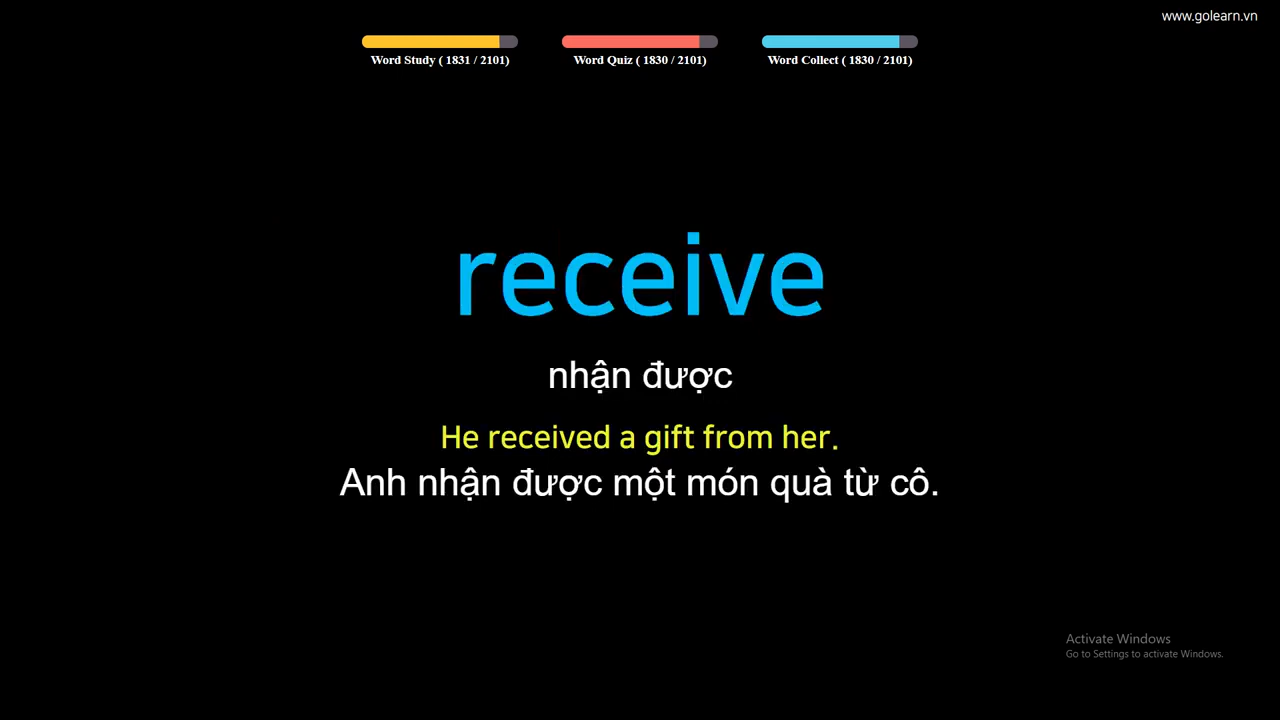 www.golearn.vn
Word Study ( 1831 / 2101) Word Quiz ( 1830 / 2101) Word Collect ( 1830 / 2101)
receive
nhận được
He received a gift from her.
Anh nhận được một món quà từ cô.
Activate Windows
Go to Settings to activate Windows.